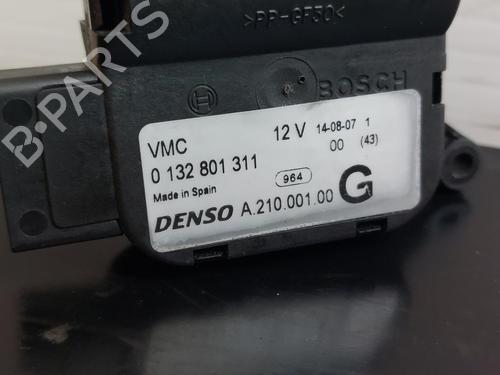 >PP-GF30<
BOSCH
VMC 12 V 14-08-07 1
0 132 801 311 00 (43)
Made in Spain 964 G
DENSO A.210.001.00
B-PARTS